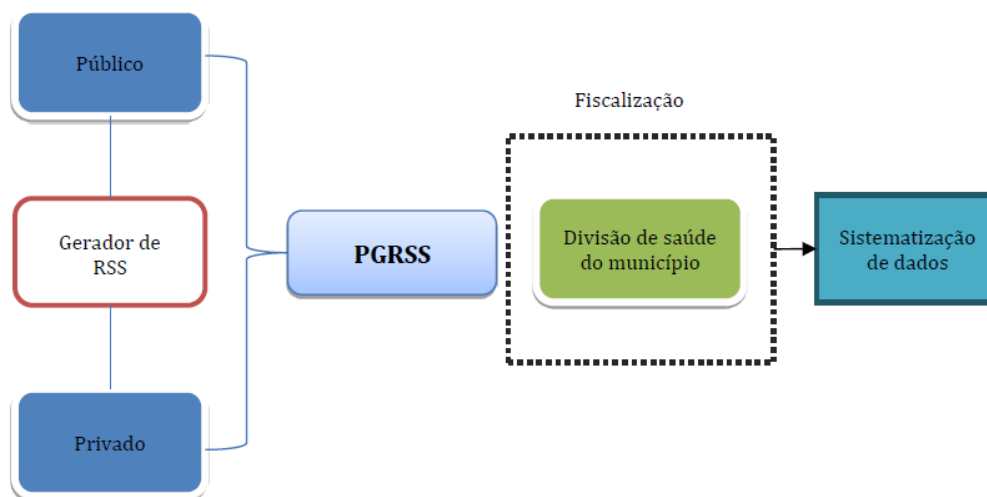 Público
Gerador de
RSS
Privado
PGRSS
Fiscalização
Divisão de saúde
do município
Sistematização
de dados